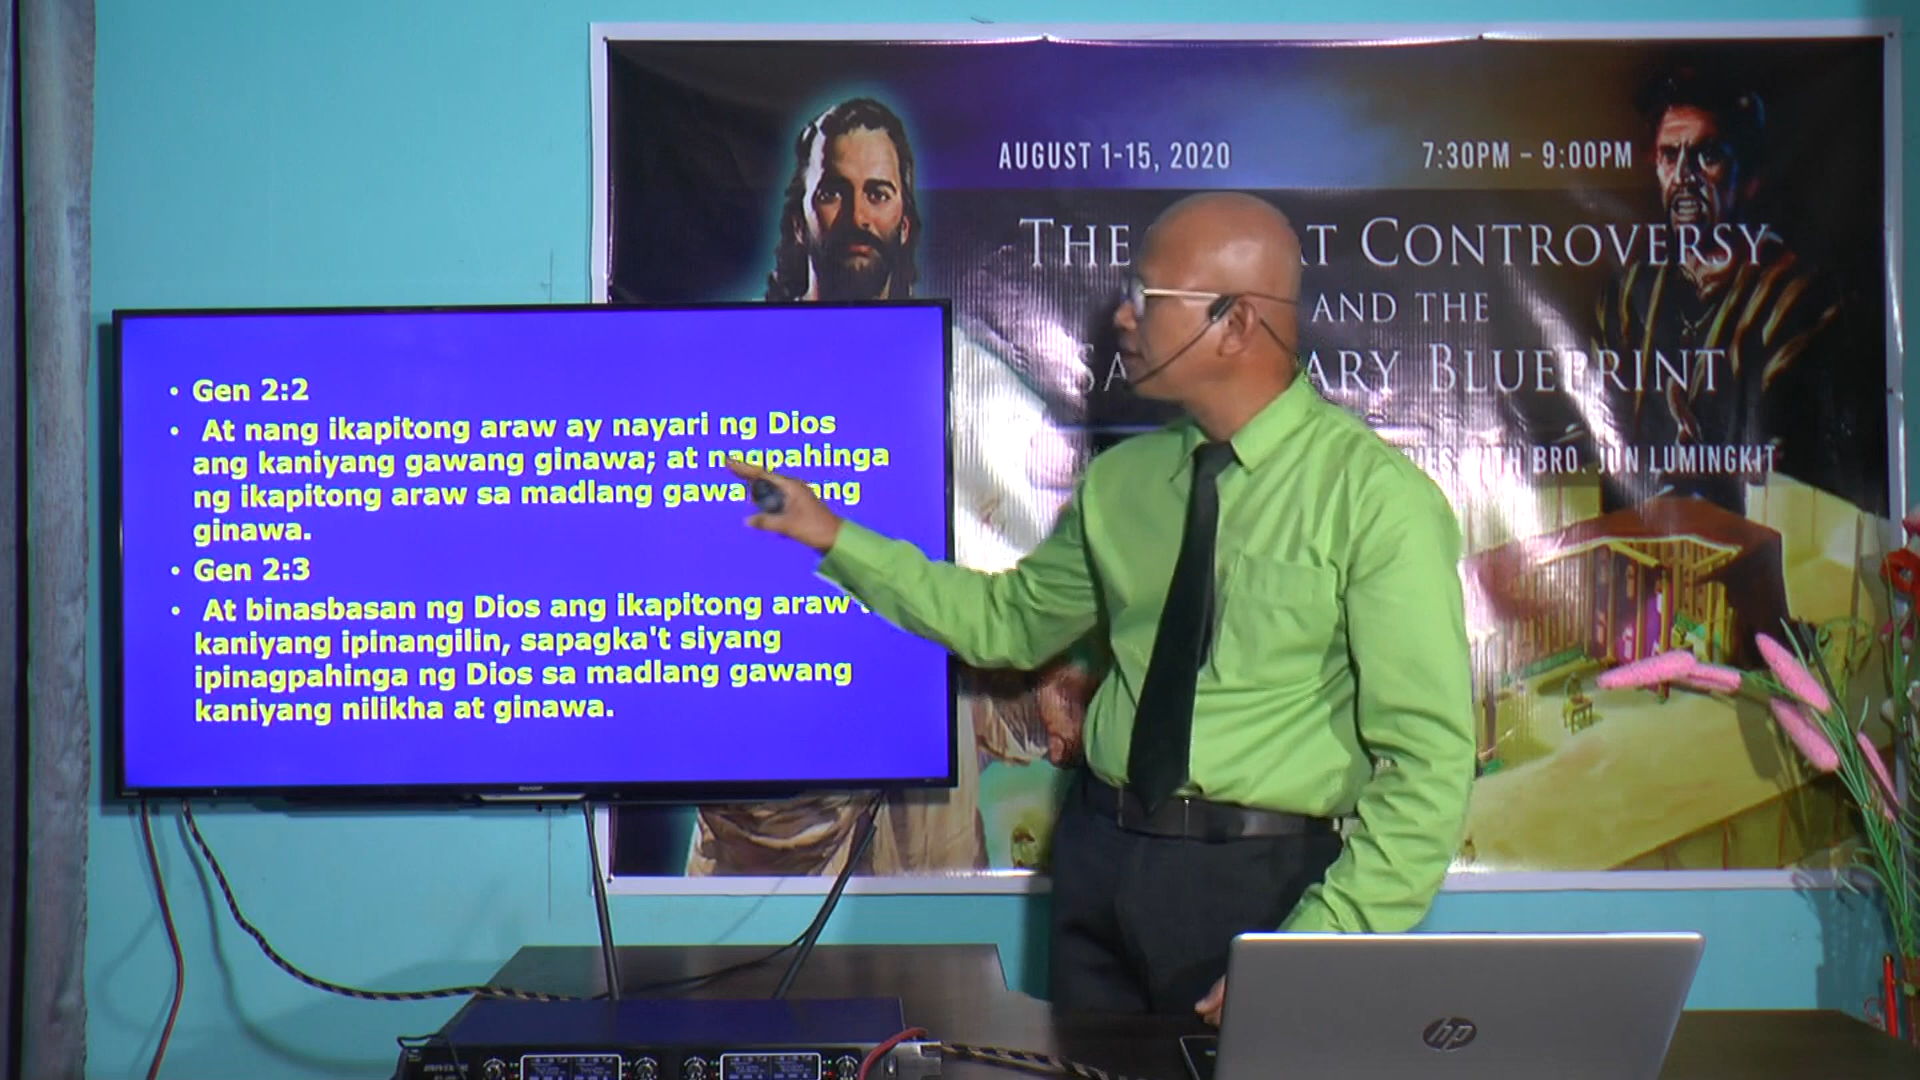 AUGUST 1-15, 2020
7:30PM - 9:00PM
THE CONTROVERSY
AND THE
BLUEPRINT
WITH BRO. JUN LUMINGKIT
• Gen 2:2
• At nang ikapitong araw ay nayari ng Dios
ang kaniyang gawang ginawa; at nagpahinga
ng ikapitong araw sa madlang gawa
ginawa.
• Gen 2:3
• At binasbasan ng Dios ang ikapitong araw
kaniyang ipinangilin, sapagka't siyang
ipinagpahinga ng Dios sa madlang gawang
kaniyang nilikha at ginawa.
SHARP
hp